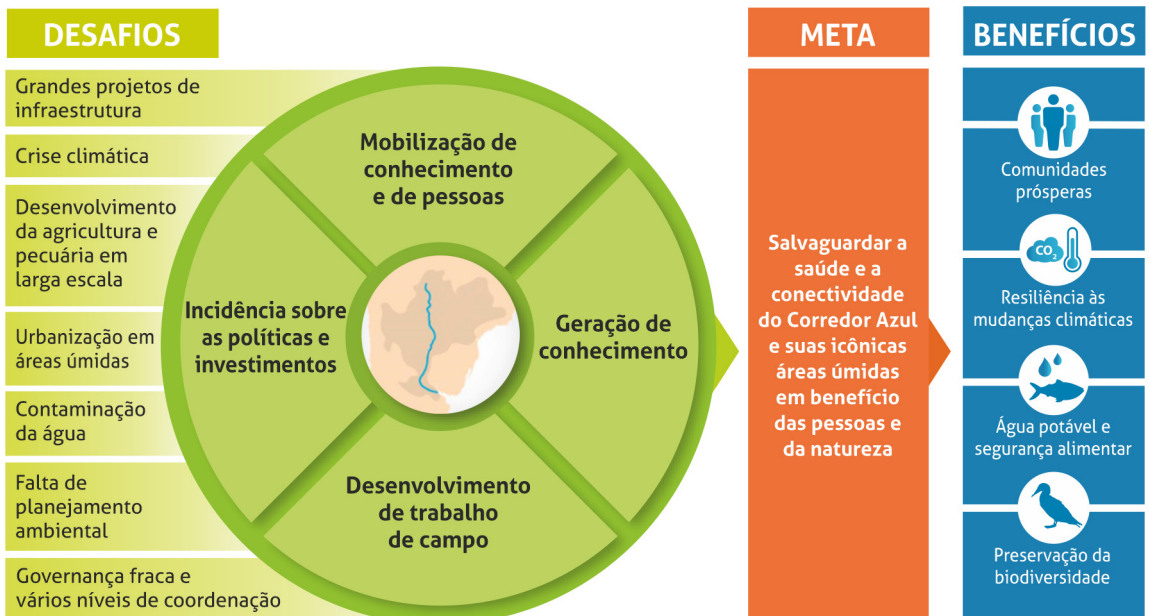 DESAFIOS
Grandes projetos de
infraestrutura
Crise climática
Desenvolvimento
da agricultura e
pecuária em
larga escala
Urbanização em
áreas úmidas
Contaminação
da água
Falta de
planejamento
ambiental
Governança fraca e
vários níveis de coordenação
Mobilização de
conhecimento
e de pessoas
Incidência sobre
as políticas e
investimentos
Geração de
conhecimento
Desenvolvimento
de trabalho
de campo
META
Salvaguardar a
saúde e a
conectividade
do Corredor Azul
e suas icônicas
áreas úmidas
em benefício
das pessoas e
da natureza
BENEFÍCIOS
Comunidades
prósperas
CO2
Resiliência às
mudanças climáticas
Água potável e
segurança alimentar
Preservação da
biodiversidade